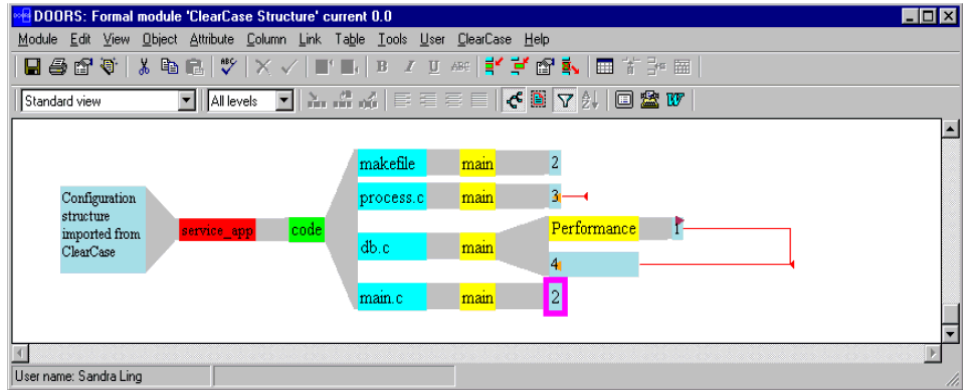 DOORS: Formal module 'ClearCase Structure' current 0.0
Module Edit View Object Attribute Column Link Table Tools User ClearCase Help
B I U ABC
Standard view All levels
makefile main 2
process.c main 3
Configuration
structure
imported from
ClearCase
service_app code
db.c main
Performance 1
4
main.c main 2
User name: Sandra Ling